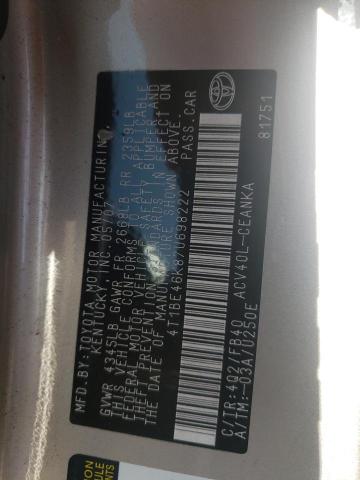 MFD.BY:TOYOTA MOTOR MANUFACTURING,
KENTUCKY, INC. 05/07
GVWR 4345LB GAWR FR 2668LB RR 2359LB
THIS VEHICLE CONFORMS TO ALL APPLICABLE
FEDERAL MOTOR VEHICLE SAFETY BUMPER, AND
THEFT PREVENTION STANDARDS IN EFFECT ON
THE DATE OF MANUFACTURE SHOWN ABOVE.
4T1BE46K87U698222 PASS.CAR
C/TR:4Q2/FB40 ACV40L-CEANKA
A/TM:-03A/U250E 81751
TOYOTA